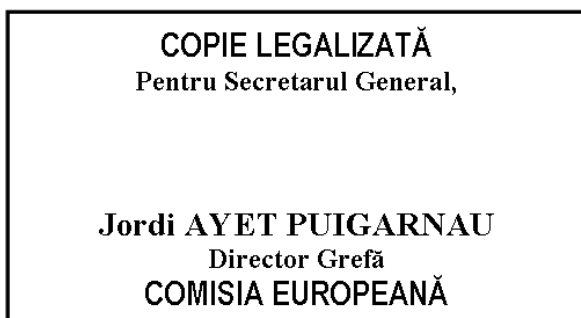 COPIE LEGALIZATĂ
Pentru Secretarul General,
Jordi AYET PUIGARNAU
Director Grefă
COMISIA EUROPEANĂ